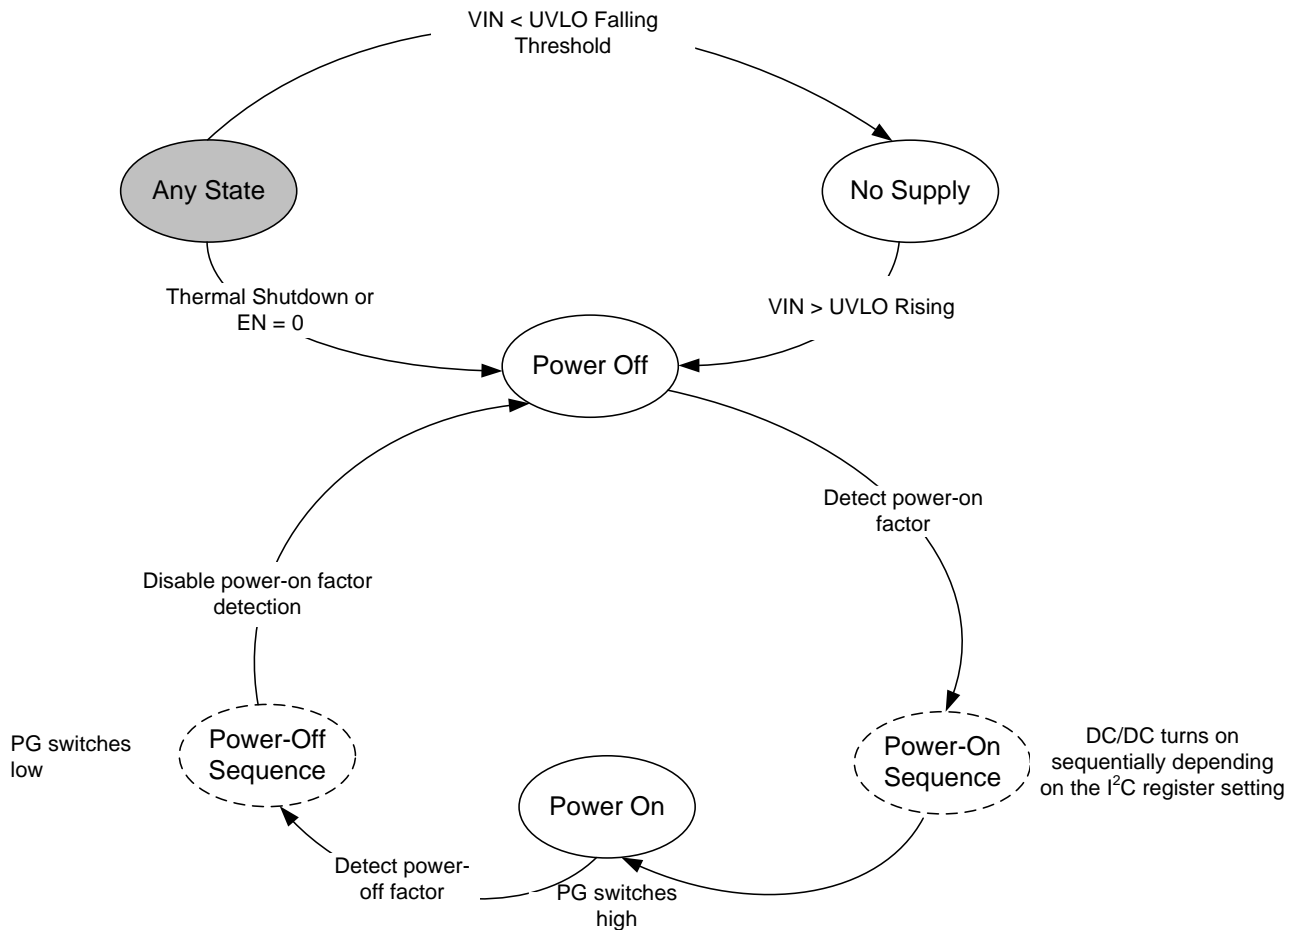 VIN < UVLO Falling
Threshold
Any State
No Supply
Thermal Shutdown or
EN = 0
VIN > UVLO Rising
Power Off
Detect power-on
factor
Disable power-on factor
detection
PG switches
low
Power-Off
Sequence
Power-On
Sequence
DC/DC turns on
sequentially depending
on the I²C register setting
Power On
Detect power-
off factor
PG switches
high